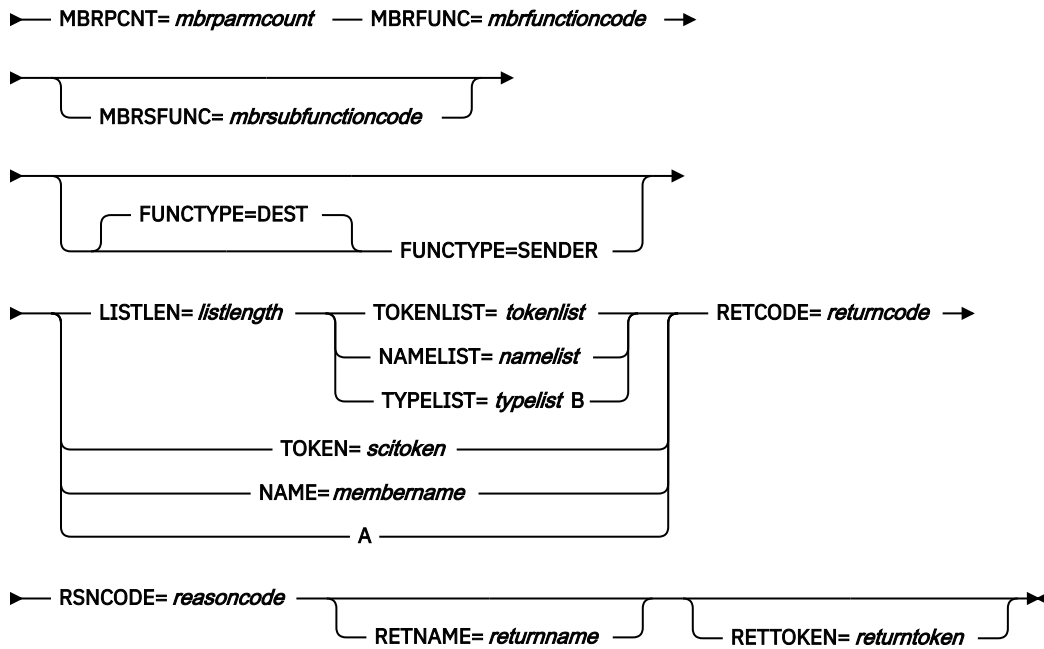 MBRPCNT= mbrparmcount MBRFUNC= mbrfunctioncode
MBRSFUNC= mbrsubfunctioncode
FUNCTYPE=DEST
FUNCTYPE=SENDER
LISTLEN= listlength TOKENLIST= tokenlist RETCODE= returncode
NAMELIST= namelist
TYPELIST= typelist B
TOKEN= scitoken
NAME= membername
A
RSNCODE= reasoncode
RETNAME= returnname RETTOKEN= returntoken